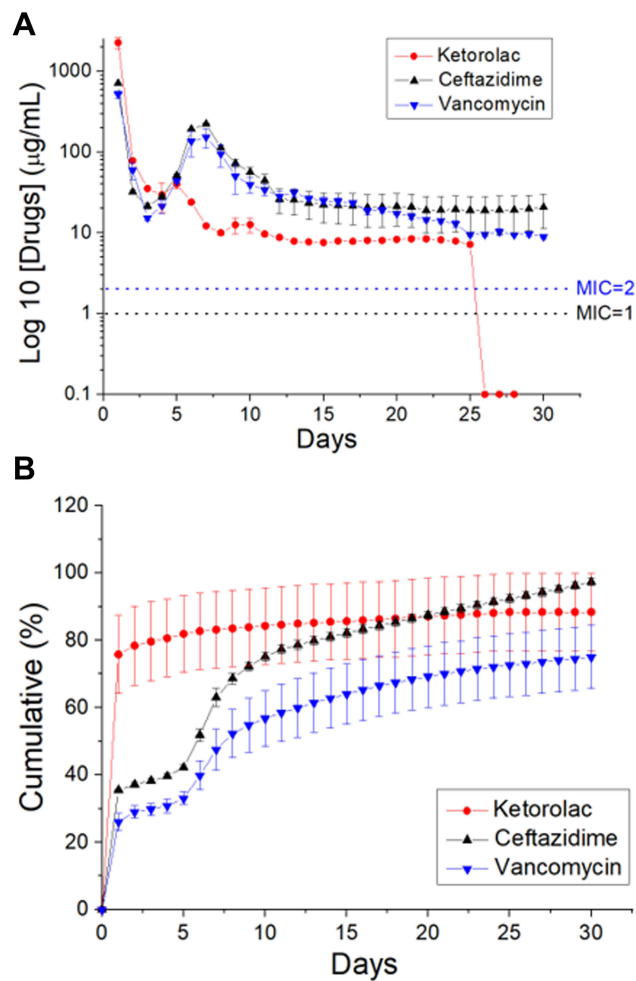 A
Log 10 [Drugs] (μg/mL)
1000
100
10
1
0.1
Ketorolac
Ceftazidime
Vancomycin
MIC=2
MIC=1
0 5 10 15 20 25 30
Days
B
Cumulative (%)
120
100
80
60
40
20
0
Ketorolac
Ceftazidime
Vancomycin
0 5 10 15 20 25 30
Days